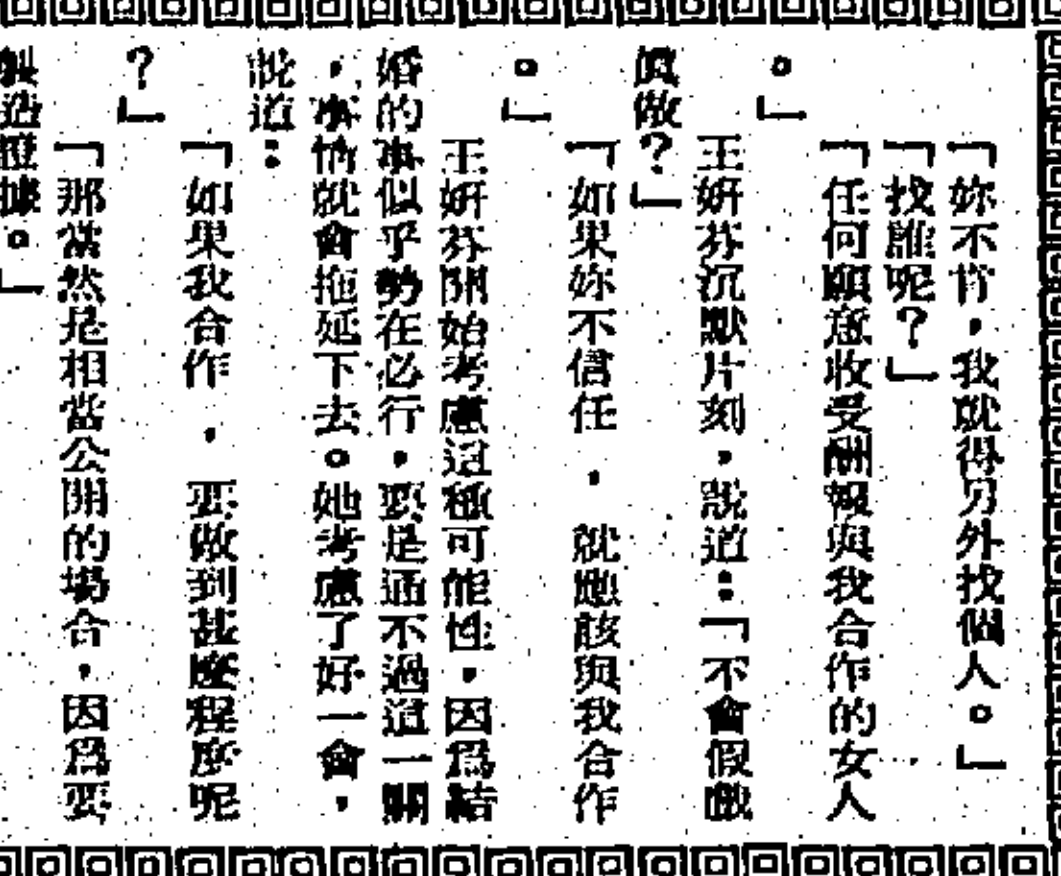 「妳不肯，我就得另外找個人。」
「找誰呢？」
「任何願意收受酬報與我合作的女人
。」
王妍芬沉默片刻，說道：「不會假戲
眞做？」
「如果妳不信任，就應該與我合作
。」
王妍芬開始考慮這種可能性，因爲結
婚的事似乎勢在必行，要是通不過這一關
，事情就會拖延下去。她考慮了好一會，
說道：
「如果我合作，要做到甚麼程度呢
？」
「那當然是相當公開的場合，因爲要
製造證據。」